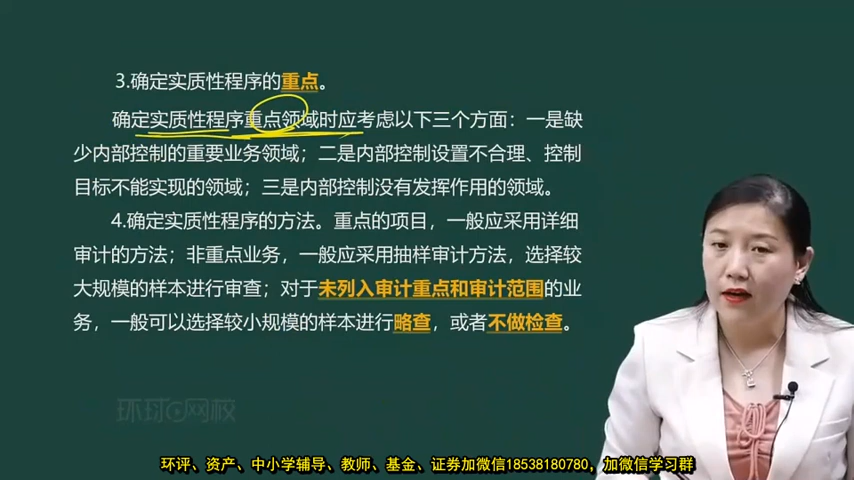 3.确定实质性程序的重点。
确定实质性程序重点领域时应考虑以下三个方面：一是缺
少内部控制的重要业务领域；二是内部控制设置不合理、控制
目标不能实现的领域；三是内部控制没有发挥作用的领域。
4.确定实质性程序的方法。重点的项目，一般应采用详细
审计的方法；非重点业务，一般应采用抽样审计方法，选择较
大规模的样本进行审查；对于未列入审计重点和审计范围的业
务，一般可以选择较小规模的样本进行略查，或者不做检查。
环球网校
环评、资产、中小学辅导、教师、基金、证券加微信18538180780，加微信学习群